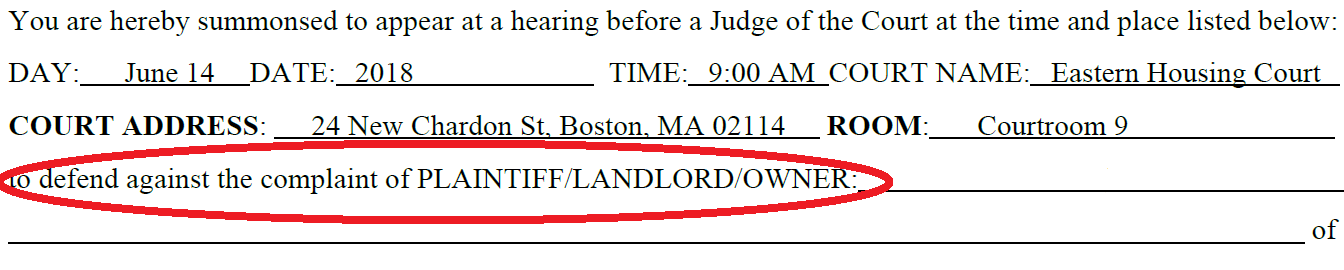 You are hereby summonsed to appear at a hearing before a Judge of the Court at the time and place listed below:
DAY: June 14 DATE: 2018 TIME: 9:00 AM COURT NAME: Eastern Housing Court
COURT ADDRESS: 24 New Chardon St, Boston, MA 02114 ROOM: Courtroom 9
to defend against the complaint of PLAINTIFF/LANDLORD/OWNER:
of